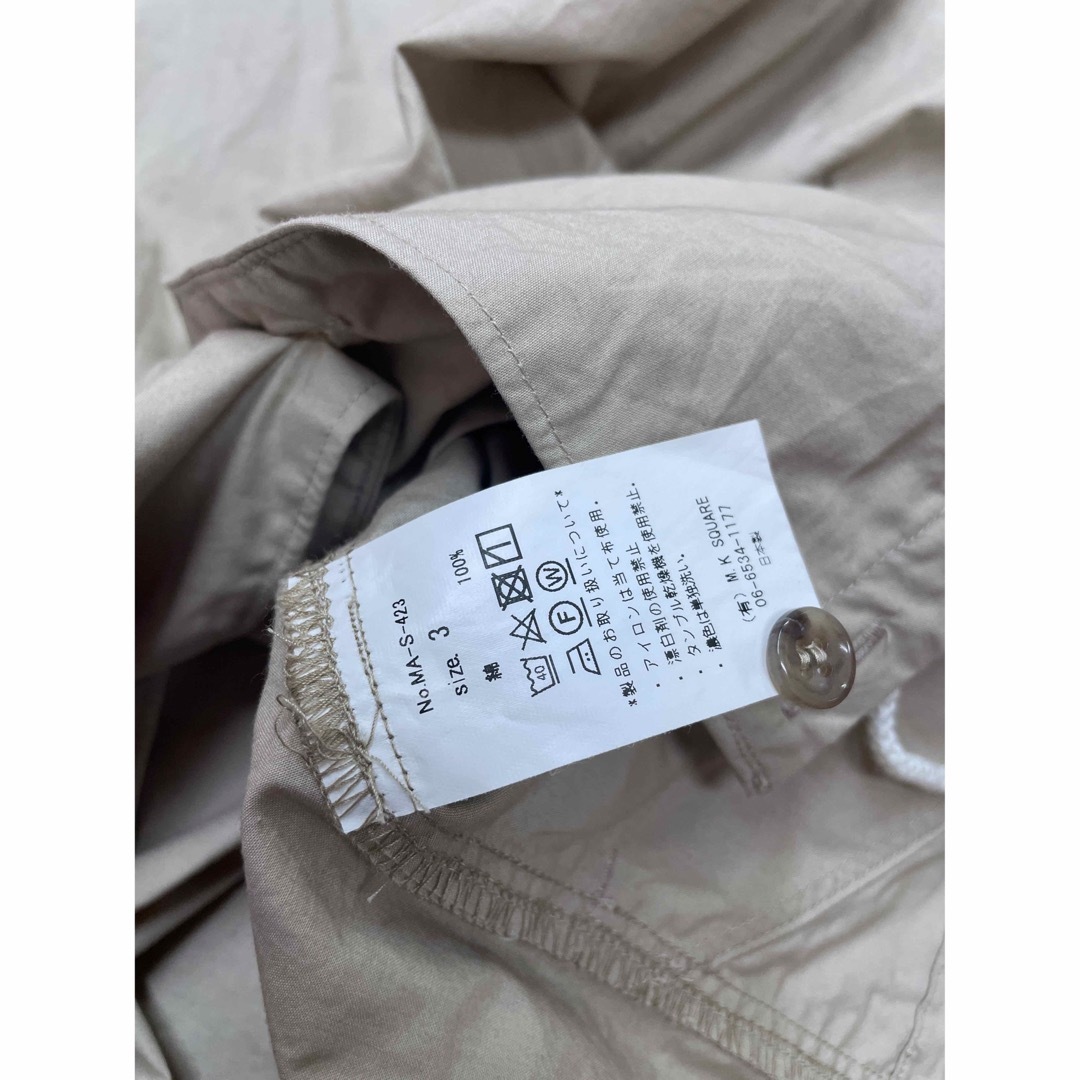 No.MA-S-423
size. 3
綿 100%
40
F W
*製品のお取り扱いについて*
・アイロンは当て布使用。
・漂白剤の使用禁止
・タンブル乾燥機を使用禁止。
・濃色は単独洗い。
(有) M.K SQUARE
06-6534-1177
日本製